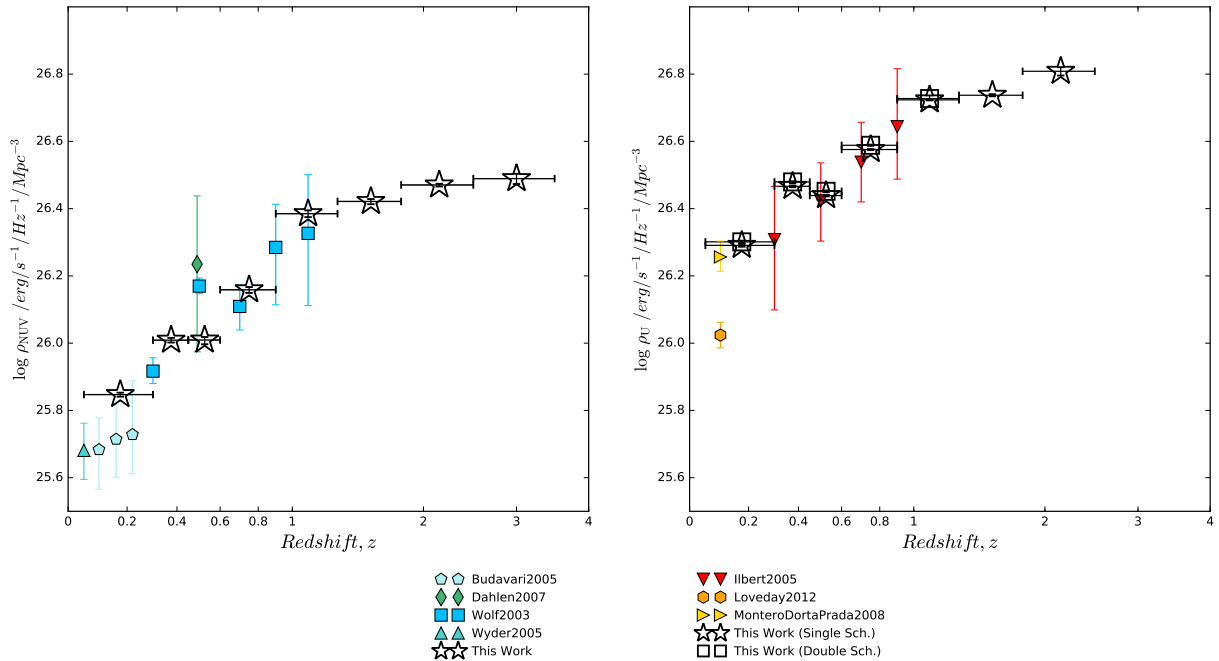 26.8
26.6
26.4
26.2
26.0
25.8
25.6
log ρ_NUV /erg/s⁻¹/Hz⁻¹/Mpc⁻³
0 0.2 0.4 0.6 0.8 1 2 3 4
Redshift, z
26.8
26.6
26.4
26.2
26.0
25.8
25.6
log ρ_U /erg/s⁻¹/Hz⁻¹/Mpc⁻³
0 0.2 0.4 0.6 0.8 1 2 3 4
Redshift, z
Budavari2005
Dahlen2007
Wolf2003
Wyder2005
This Work
Ilbert2005
Loveday2012
MonteroDortaPrada2008
This Work (Single Sch.)
This Work (Double Sch.)